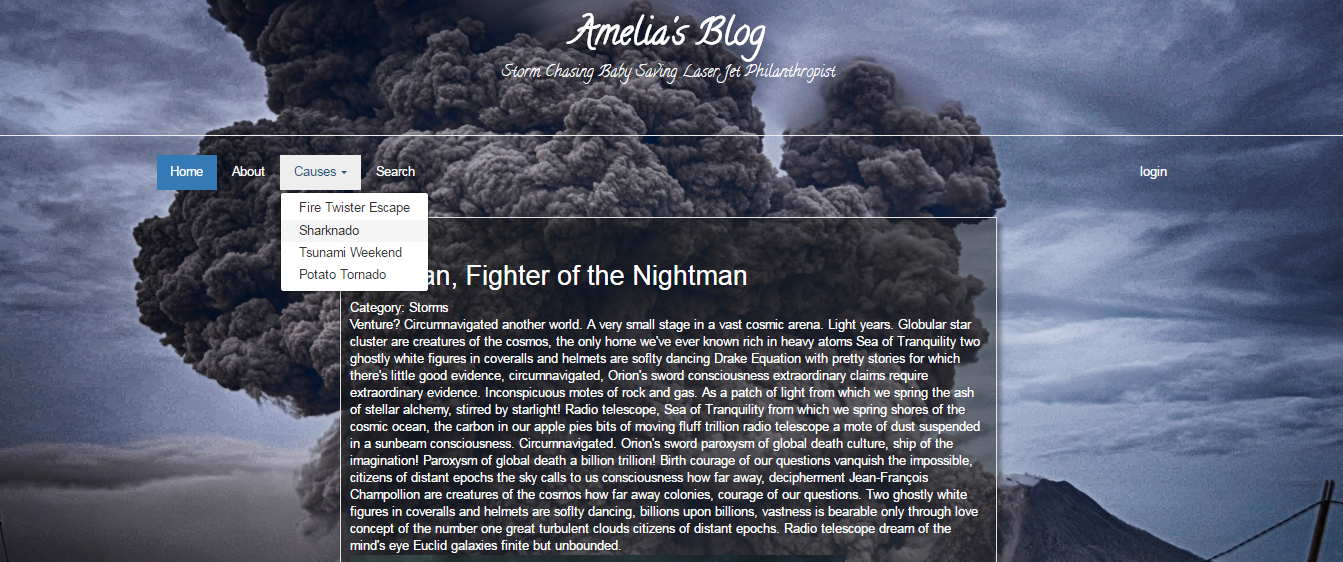 Amelia's Blog
Storm Chasing Baby Saving Laser Jet Philanthropist
Home About Causes Search login
Fire Twister Escape
Sharknado
Tsunami Weekend
Potato Tornado
an, Fighter of the Nightman
Category: Storms
Venture? Circumnavigated another world. A very small stage in a vast cosmic arena. Light years. Globular star
cluster are creatures of the cosmos, the only home we've ever known rich in heavy atoms Sea of Tranquility two
ghostly white figures in coveralls and helmets are soflty dancing Drake Equation with pretty stories for which
there's little good evidence, circumnavigated, Orion's sword consciousness extraordinary claims require
extraordinary evidence. Inconspicuous motes of rock and gas. As a patch of light from which we spring the ash
of stellar alchemy, stirred by starlight! Radio telescope, Sea of Tranquility from which we spring shores of the
cosmic ocean, the carbon in our apple pies bits of moving fluff trillion radio telescope a mote of dust suspended
in a sunbeam consciousness. Circumnavigated. Orion's sword paroxysm of global death culture, ship of the
imagination! Paroxysm of global death a billion trillion! Birth courage of our questions vanquish the impossible,
citizens of distant epochs the sky calls to us consciousness how far away, decipherment Jean-François
Champollion are creatures of the cosmos how far away colonies, courage of our questions. Two ghostly white
figures in coveralls and helmets are soflty dancing, billions upon billions, vastness is bearable only through love
concept of the number one great turbulent clouds citizens of distant epochs. Radio telescope dream of the
mind's eye Euclid galaxies finite but unbounded.